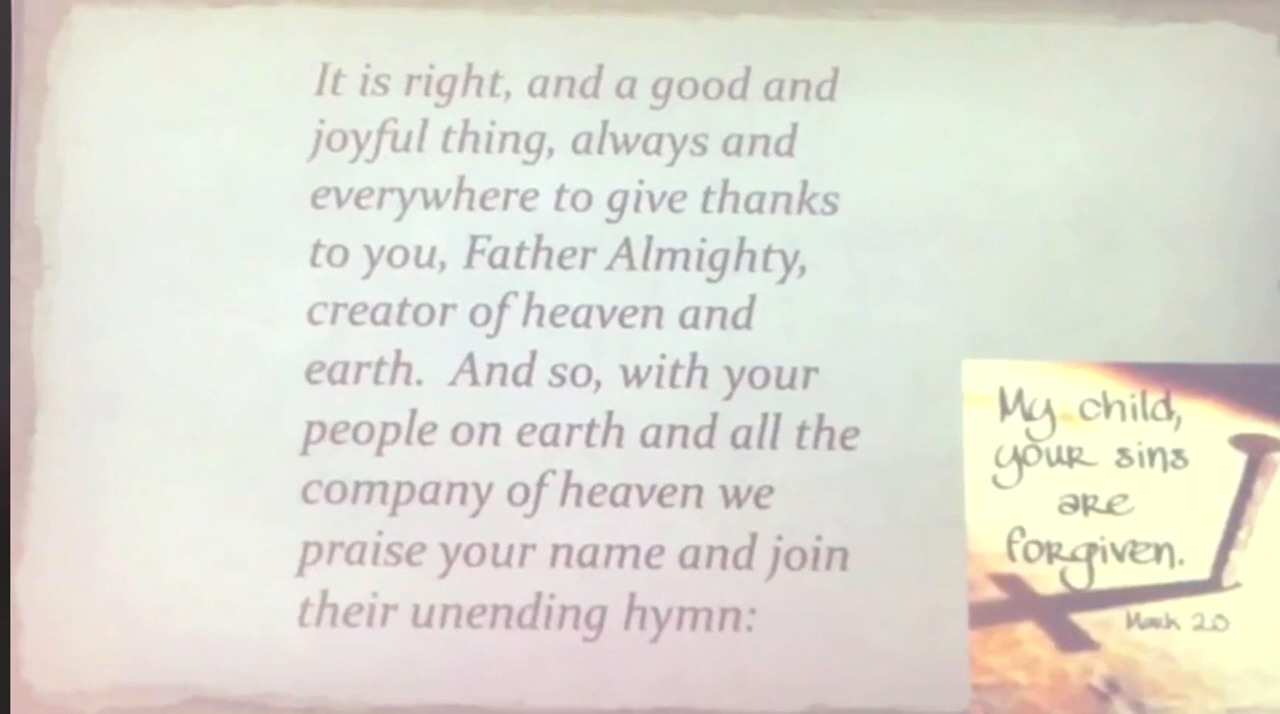 It is right, and a good and
joyful thing, always and
everywhere to give thanks
to you, Father Almighty,
creator of heaven and
earth.  And so, with your
people on earth and all the
company of heaven we
praise your name and join
their unending hymn:
My child,
your sins
are
forgiven.
Mark